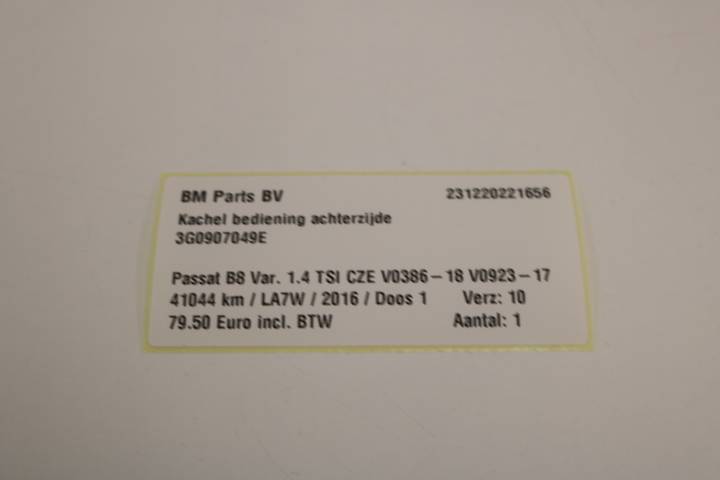 BM Parts BV 231220221656
Kachel bediening achterzijde
3G0907049E
Passat B8 Var. 1.4 TSI CZE V0386-18 V0923-17
41044 km / LA7W / 2016 / Doos 1 Verz: 10
79.50 Euro incl. BTW Aantal: 1